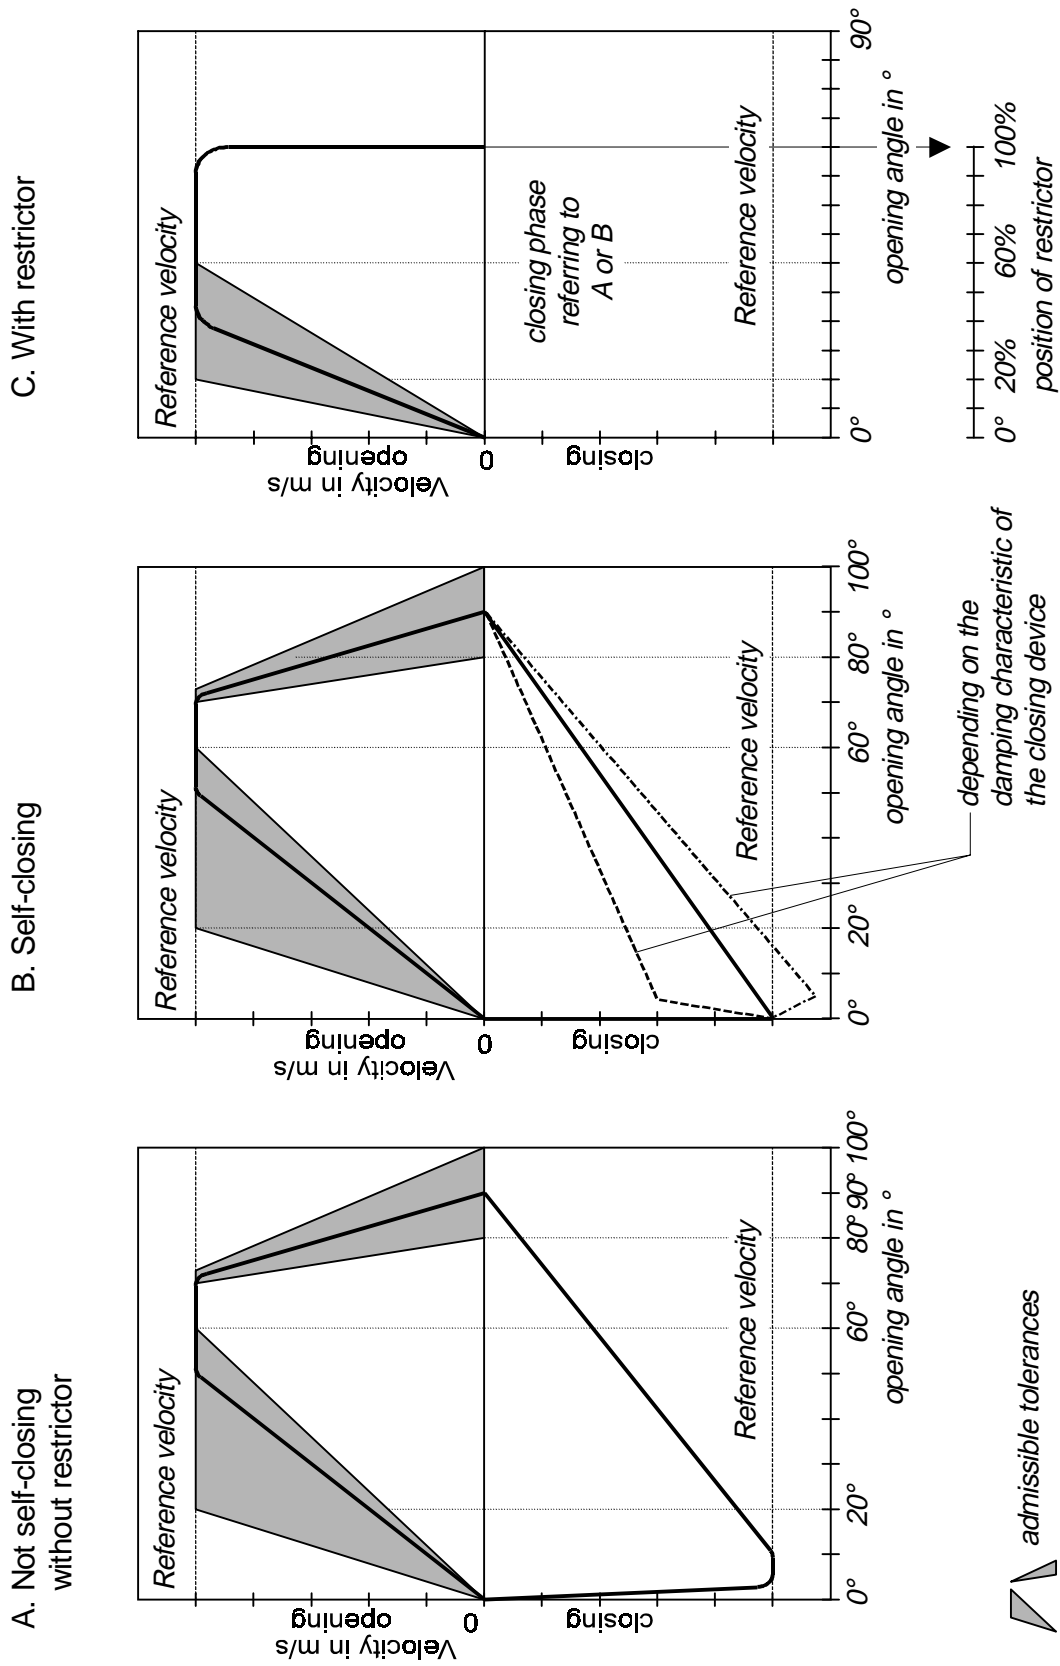 A. Not self-closing
without restrictor
Reference velocity
Velocity in m/s
opening
0
closing
Reference velocity
0°
20°
60°
80°
90°
100°
opening angle in °
admissible tolerances
B. Self-closing
Reference velocity
Velocity in m/s
opening
0
closing
Reference velocity
0°
20°
60°
80°
100°
opening angle in °
depending on the
damping characteristic of
the closing device
C. With restrictor
Reference velocity
Velocity in m/s
opening
0
closing
closing phase
referring to
A or B
Reference velocity
0°
90°
opening angle in °
0°
20%
60%
100%
position of restrictor